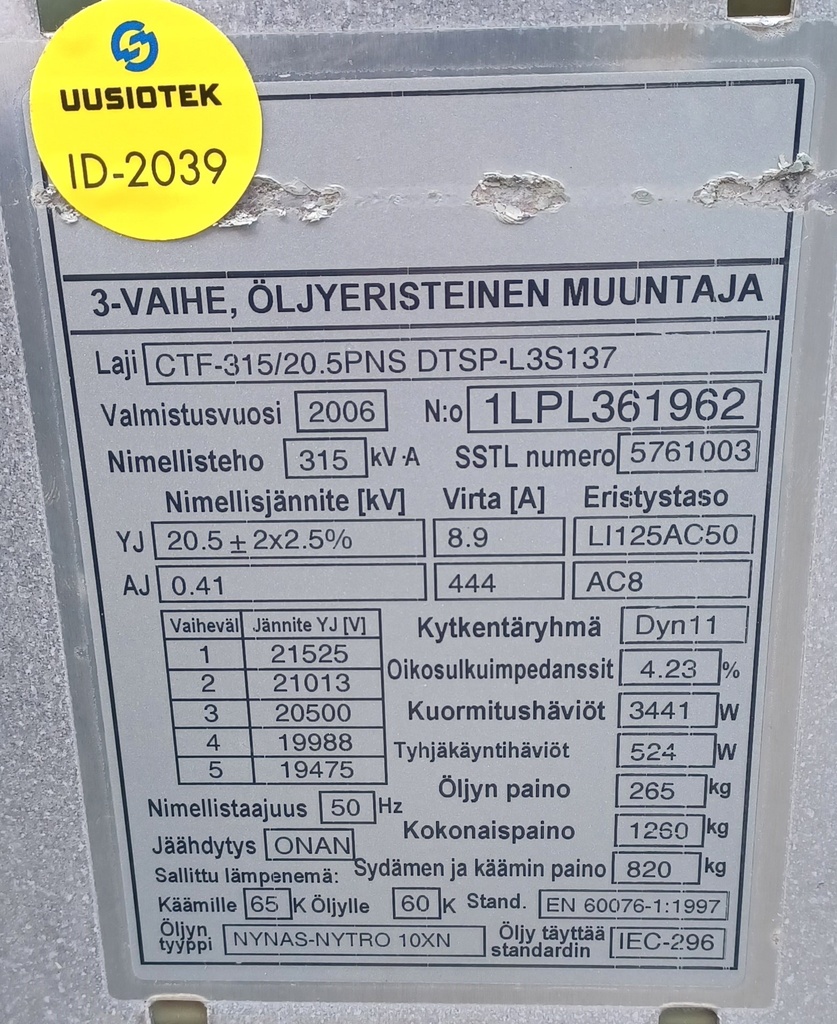 UUSIOTEK
ID-2039
3-VAIHE, ÖLJYERISTEINEN MUUNTAJA
Laji CTF-315/20.5PNS DTSP-L3S137
Valmistusvuosi 2006 N:o 1LPL361962
Nimellisteho 315 kV·A SSTL numero 5761003
Nimellisjännite [kV] Virta [A] Eristystaso
YJ 20.5 ± 2x2.5% 8.9 LI125AC50
AJ 0.41 444 AC8
Vaiheväl Jännite YJ [V]
1 21525
2 21013
3 20500
4 19988
5 19475
Kytkentäryhmä Dyn11
Oikosulkuimpedanssit 4.23 %
Kuormitushäviöt 3441 W
Tyhjäkäyntihäviöt 524 W
Öljyn paino 265 kg
Nimellistaajuus 50 Hz
Kokonaispaino 1260 kg
Jäähdytys ONAN
Sydämen ja käämin paino 820 kg
Sallittu lämpenemä:
Käämille 65 K Öljylle 60 K Stand. EN 60076-1:1997
Öljyn tyyppi NYNAS-NYTRO 10XN Öljy täyttää standardin IEC-296